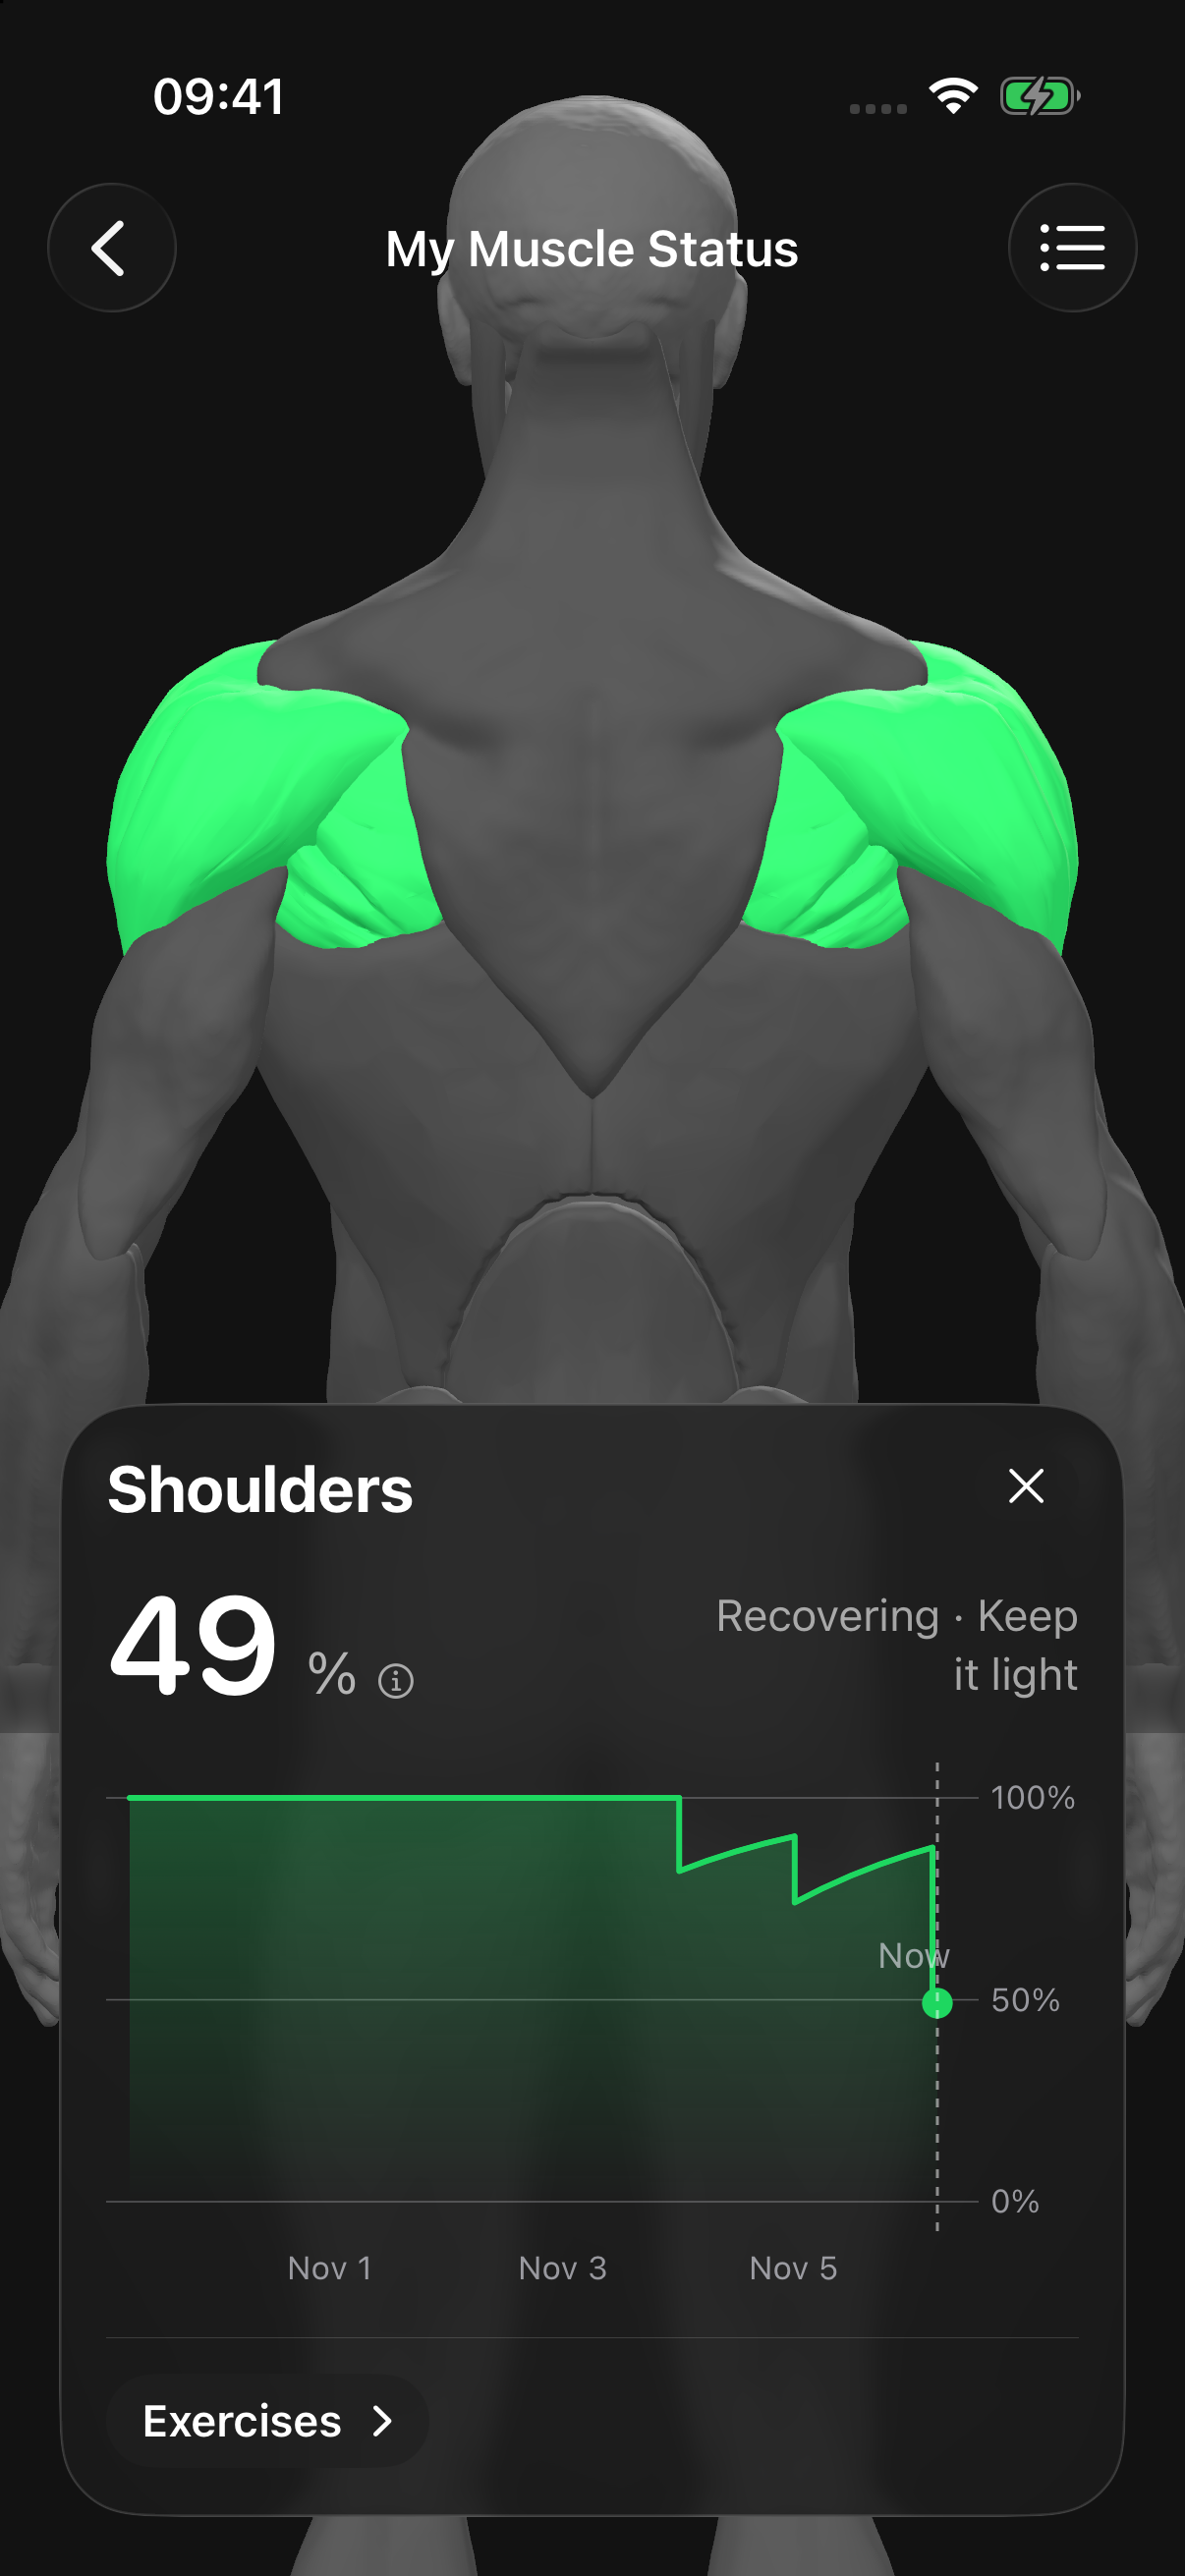 09:41
My Muscle Status
Shoulders
49 %
Recovering · Keep
it light
100%
Now
50%
0%
Nov 1 Nov 3 Nov 5
Exercises